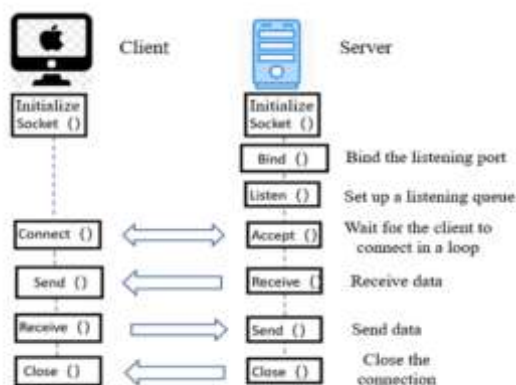 Client
Server
Initialize
Socket ()
Initialize
Socket ()
Bind ()
Bind the listening port
Listen ()
Set up a listening queue
Connect ()
Accept ()
Wait for the client to
connect in a loop
Send ()
Receive ()
Receive data
Receive ()
Send ()
Send data
Close ()
Close ()
Close the
connection